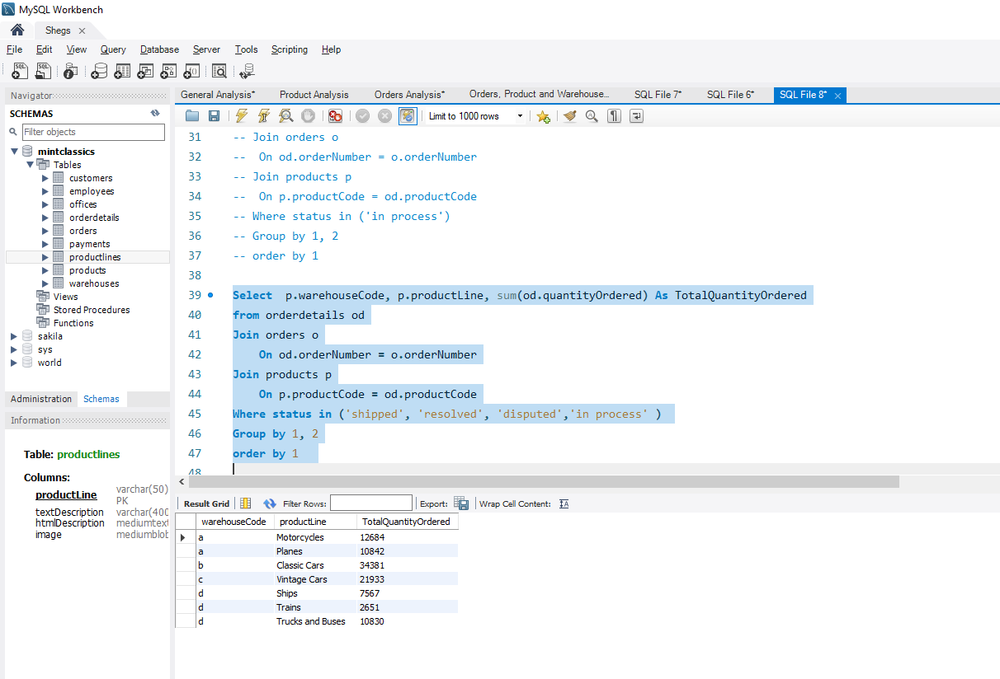 MySQL Workbench
Shegs
File Edit View Query Database Server Tools Scripting Help
Navigator
SCHEMAS
Filter objects
mintclassics
Tables
customers
employees
offices
orderdetails
orders
payments
productlines
products
warehouses
Views
Stored Procedures
Functions
sakila
sys
world
Administration Schemas
Information
Table: productlines
Columns:
productLine varchar(50)
PK
textDescription varchar(400
htmlDescription mediumtext
image mediumblob
General Analysis* Product Analysis Orders Analysis* Orders, Product and Warehouse... SQL File 7* SQL File 6* SQL File 8*
Limit to 1000 rows
31 -- Join orders o
32 --  On od.orderNumber = o.orderNumber
33 -- Join products p
34 --  On p.productCode = od.productCode
35 -- Where status in ('in process')
36 -- Group by 1, 2
37 -- order by 1
38
39 Select  p.warehouseCode, p.productLine, sum(od.quantityOrdered) As TotalQuantityOrdered
40 from orderdetails od
41 Join orders o
42     On od.orderNumber = o.orderNumber
43 Join products p
44     On p.productCode = od.productCode
45 Where status in ('shipped', 'resolved', 'disputed','in process' )
46 Group by 1, 2
47 order by 1
48
Result Grid Filter Rows: Export: Wrap Cell Content:
warehouseCode productLine TotalQuantityOrdered
a Motorcycles 12684
a Planes 10842
b Classic Cars 34381
c Vintage Cars 21933
d Ships 7567
d Trains 2651
d Trucks and Buses 10830